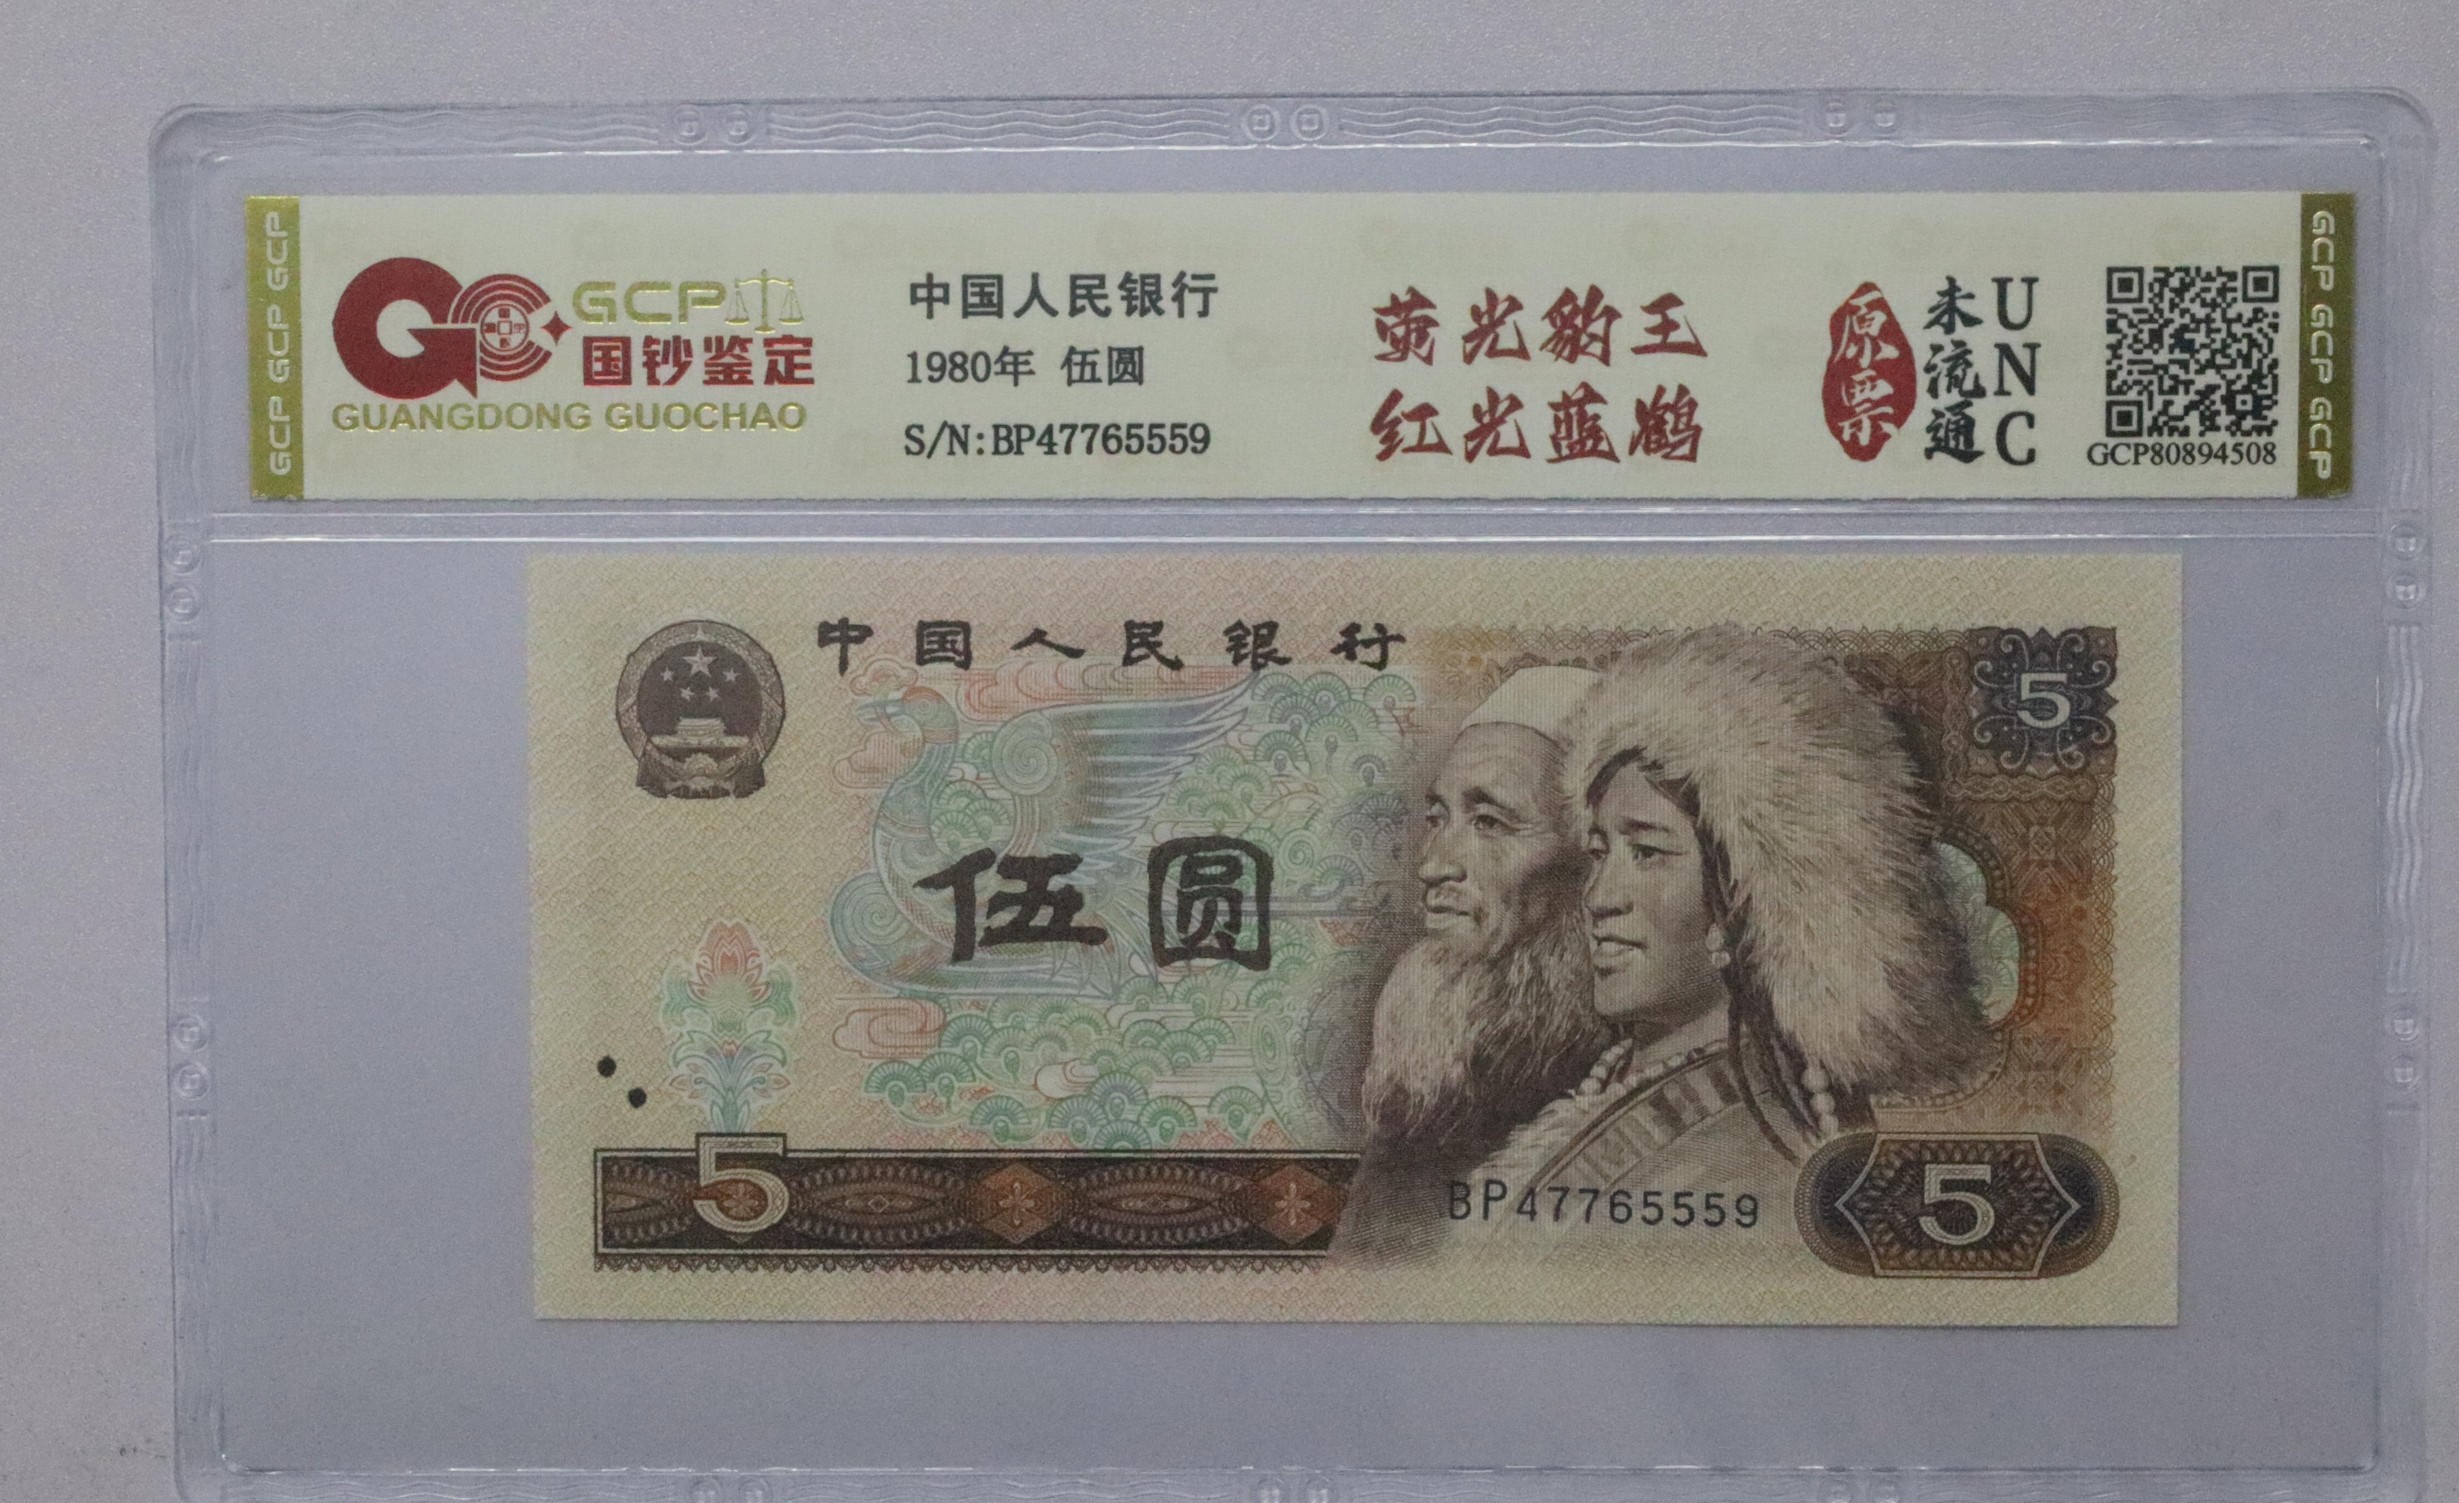 GCP GCP GCP
GCP
国钞鉴定
GUANGDONG GUOCHAO
中国人民银行
1980年 伍圆
S/N:BP47765559
荧光豹王
红光蓝鹤
原票
未流通
UNC
GCP80894508
GCP GCP GCP GCP
中国人民银行
5
伍圆
5
BP47765559
5